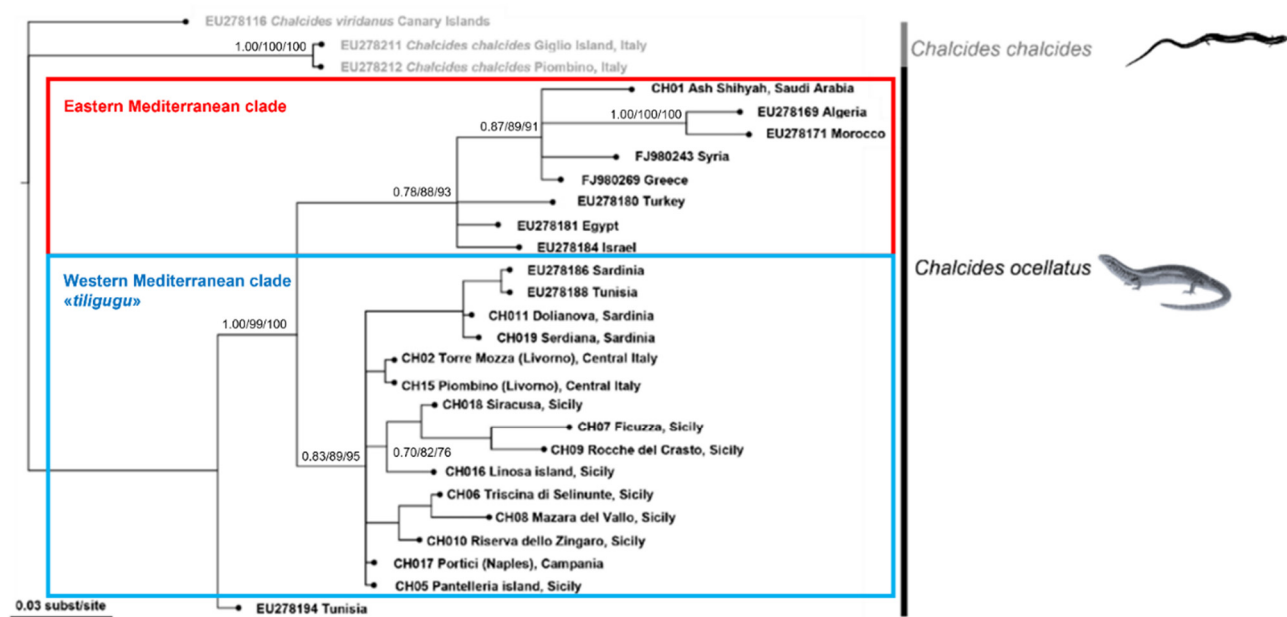 EU278116 Chalcides viridanus Canary Islands
1.00/100/100
EU278211 Chalcides chalcides Giglio Island, Italy
EU278212 Chalcides chalcides Piombino, Italy
Chalcides chalcides
Eastern Mediterranean clade
CH01 Ash Shihyah, Saudi Arabia
1.00/100/100
EU278169 Algeria
0.87/89/91
EU278171 Morocco
FJ980243 Syria
FJ980269 Greece
0.78/88/93
EU278180 Turkey
EU278181 Egypt
EU278184 Israel
Chalcides ocellatus
Western Mediterranean clade
«tiligugu»
EU278186 Sardinia
EU278188 Tunisia
CH011 Dolianova, Sardinia
1.00/99/100
CH019 Serdiana, Sardinia
CH02 Torre Mozza (Livorno), Central Italy
CH15 Piombino (Livorno), Central Italy
CH018 Siracusa, Sicily
CH07 Ficuzza, Sicily
0.83/89/95
0.70/82/76
CH09 Rocche del Crasto, Sicily
CH016 Linosa island, Sicily
CH06 Triscina di Selinunte, Sicily
CH08 Mazara del Vallo, Sicily
CH010 Riserva dello Zingaro, Sicily
CH017 Portici (Naples), Campania
CH05 Pantelleria island, Sicily
0.03 subst/site
EU278194 Tunisia